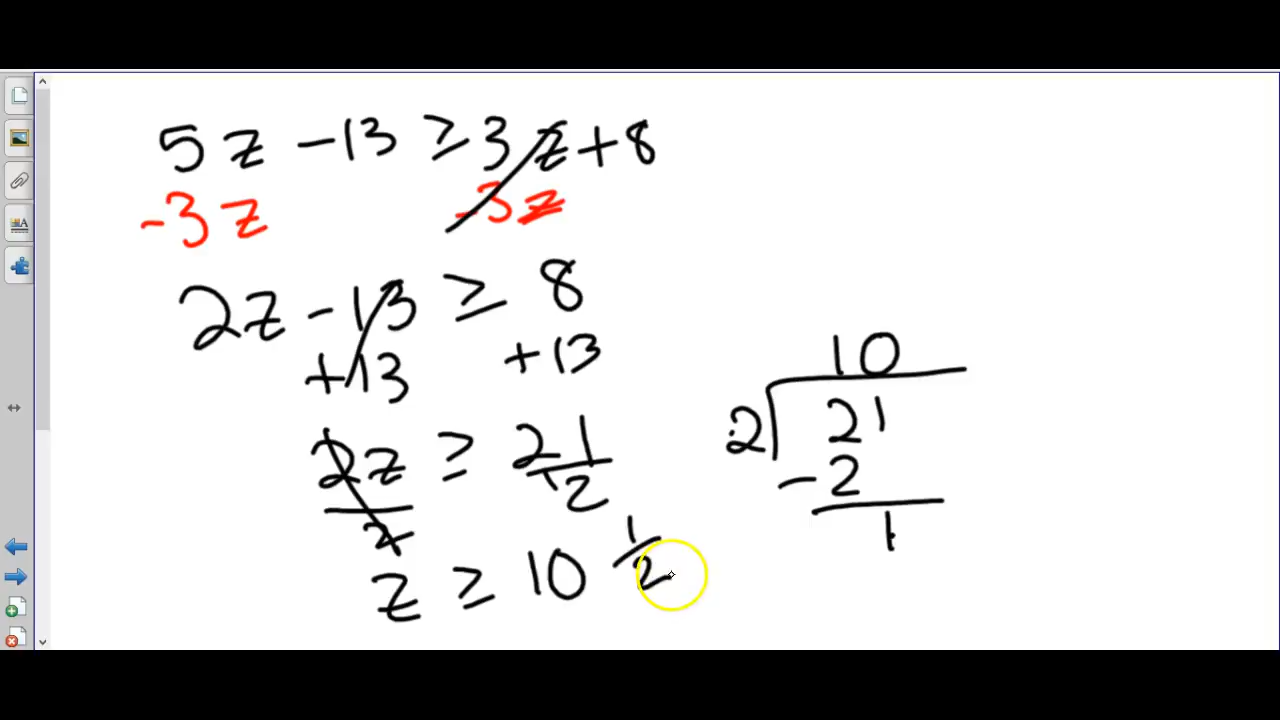 5z - 13 ≥ 3z + 8
-3z -3z
2z - 13 ≥ 8
+13 +13
2z ≥ 21
2 2
z ≥ 10 1/2
10
2 21
- 2
1